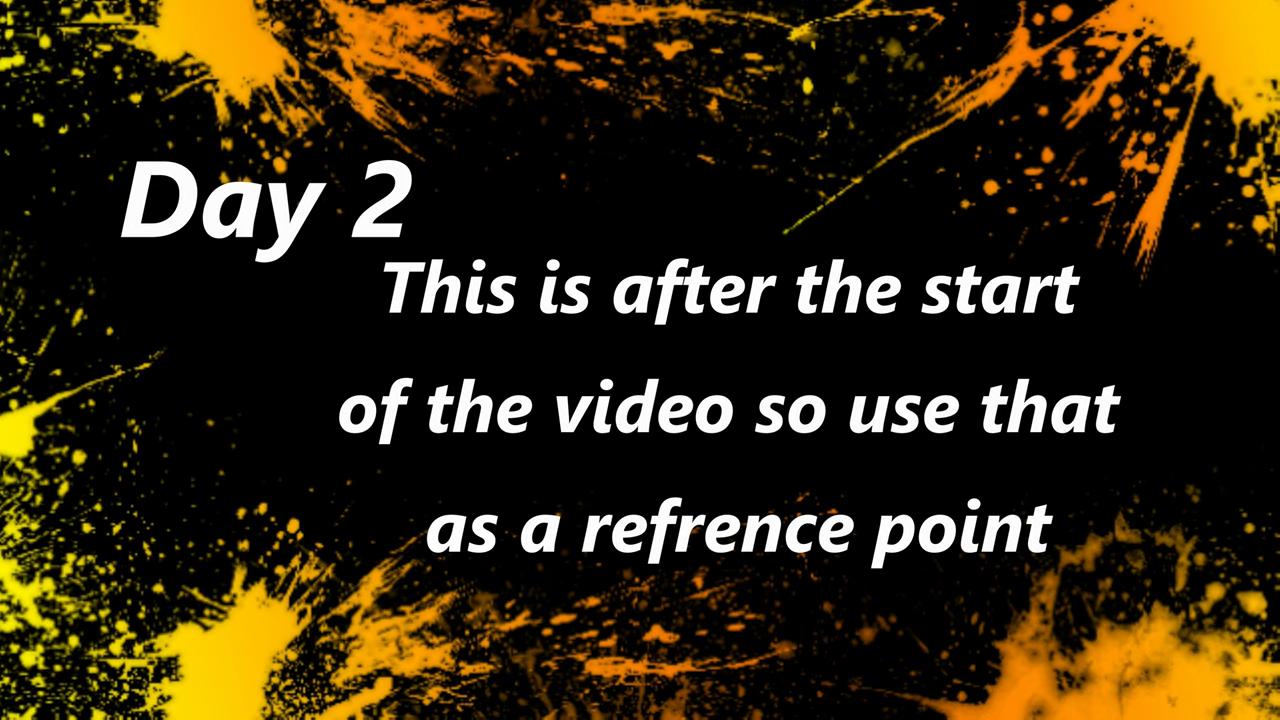 Day 2
This is after the start
of the video so use that
as a refrence point